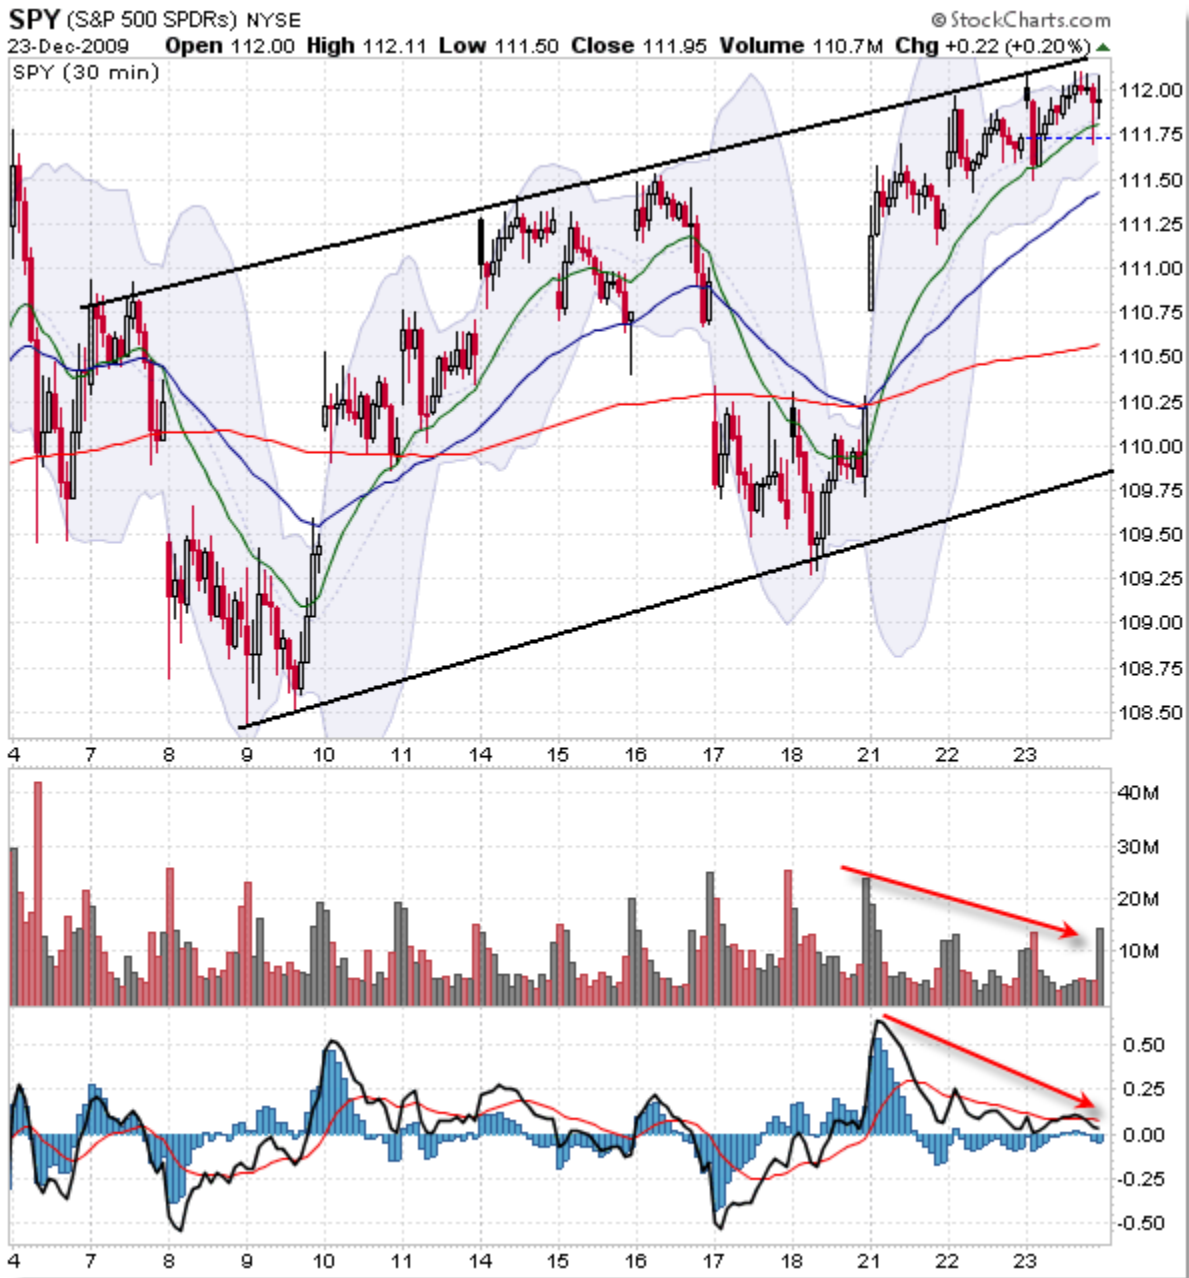 SPY (S&P 500 SPDRs) NYSE © StockCharts.com
23-Dec-2009 Open 112.00 High 112.11 Low 111.50 Close 111.95 Volume 110.7M Chg +0.22 (+0.20%)
SPY (30 min)
112.00
111.75
111.50
111.25
111.00
110.75
110.50
110.25
110.00
109.75
109.50
109.25
109.00
108.75
108.50
4 7 8 9 10 11 14 15 16 17 18 21 22 23
40M
30M
20M
10M
0.50
0.25
0.00
-0.25
-0.50
4 7 8 9 10 11 14 15 16 17 18 21 22 23